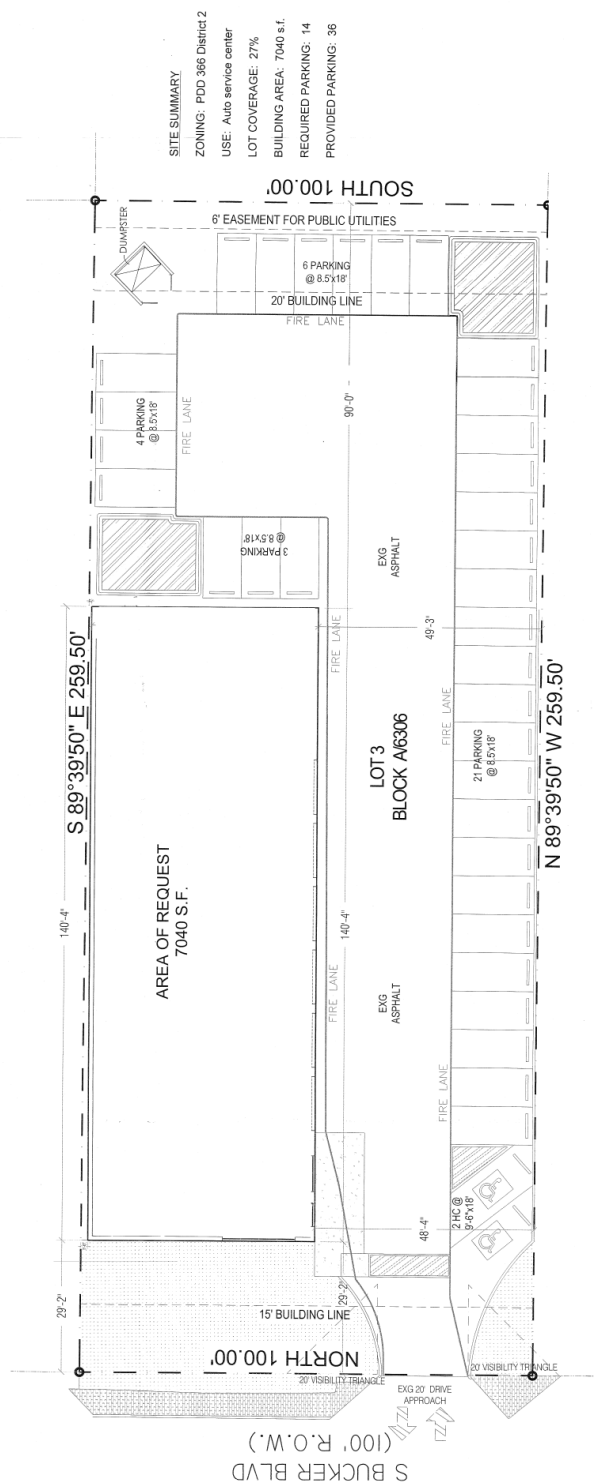 SITE SUMMARY
ZONING: PDD 366 District 2
USE: Auto service center
LOT COVERAGE: 27%
BUILDING AREA: 7040 s.f.
REQUIRED PARKING: 14
PROVIDED PARKING: 36
SOUTH 100.00'
6' EASEMENT FOR PUBLIC UTILITIES
DUMPSTER
6 PARKING
@ 8.5'x18'
20' BUILDING LINE
FIRE LANE
4 PARKING
@ 8.5'x18'
FIRE LANE
90'-0"
3 PARKING
@ 8.5'x18'
EXG
ASPHALT
S 89°39'50" E 259.50'
140'-4"
AREA OF REQUEST
7040 S.F.
FIRE LANE
49'-3"
LOT 3
BLOCK A/6306
FIRE LANE
21 PARKING
@ 8.5'x18'
N 89°39'50" W 259.50'
140'-4"
FIRE LANE
EXG
ASPHALT
FIRE LANE
2 HC @
9'-6"x18'
48'-4"
29'-2"
29'-2"
15' BUILDING LINE
NORTH 100.00'
20' VISIBILITY TRIANGLE
20' VISIBILITY TRIANGLE
EXG 20' DRIVE
APPROACH
S BUCKER BLVD
(100' R.O.W.)